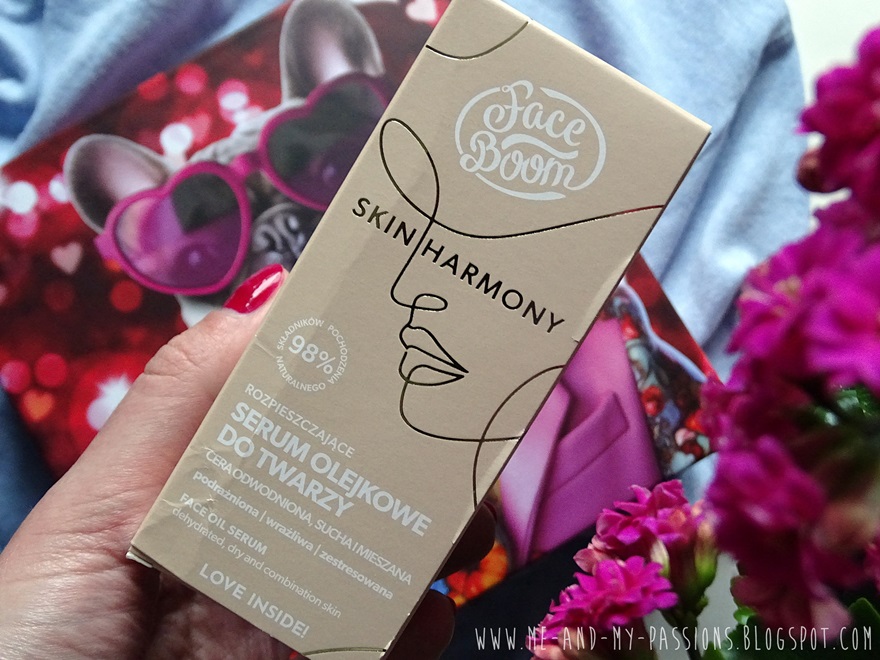 Face
Boom
SKIN HARMONY
SKŁADNIKÓW POCHODZENIA NATURALNEGO
98%
ROZPIESZCZAJĄCE
SERUM OLEJKOWE
DO TWARZY
CERA ODWODNIONA, SUCHA I MIESZANA
podrażniona | wrażliwa | zestresowana
FACE OIL SERUM
dehydrated, dry and combination skin
LOVE INSIDE!
WWW.ME-AND-MY-PASSIONS.BLOGSPOT.COM